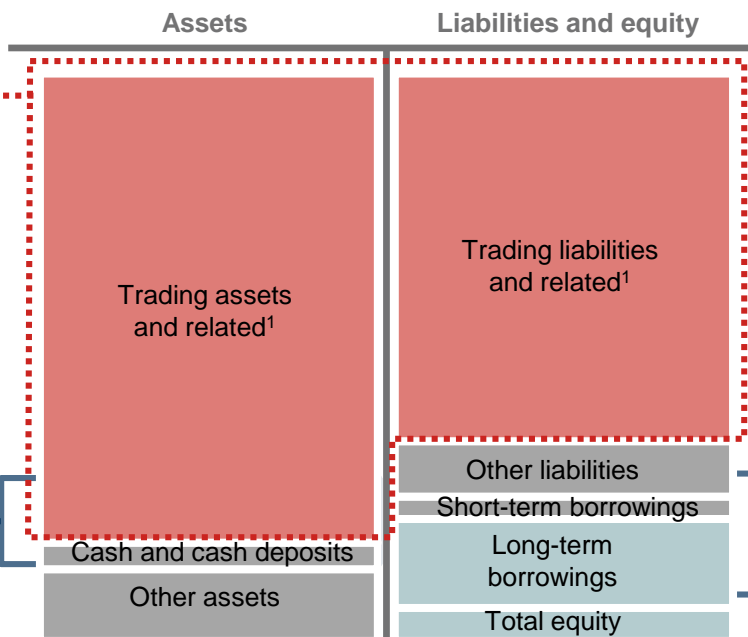 Assets
Liabilities and equity
Trading assets
and related¹
Trading liabilities
and related¹
Other liabilities
Short-term borrowings
Cash and cash deposits
Long-term
borrowings
Other assets
Total equity